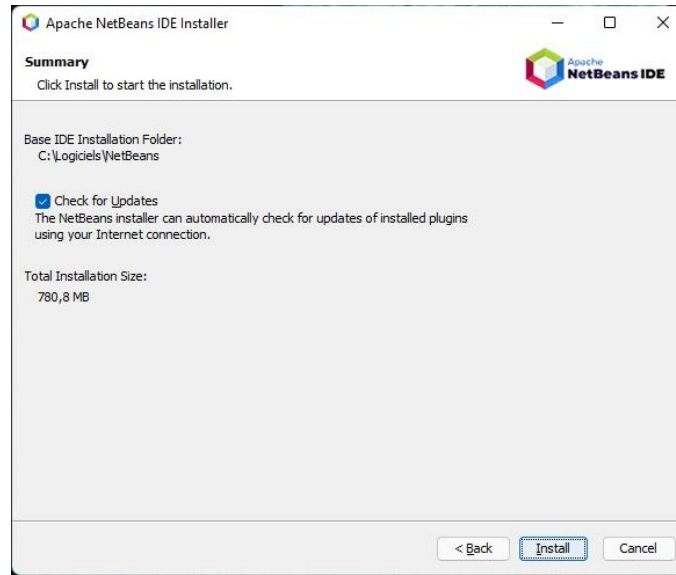 Apache NetBeans IDE Installer
Summary
Click Install to start the installation.
Apache
NetBeans IDE
Base IDE Installation Folder:
C:\Logiciels\NetBeans
Check for Updates
The NetBeans installer can automatically check for updates of installed plugins
using your Internet connection.
Total Installation Size:
780,8 MB
< Back
Install
Cancel